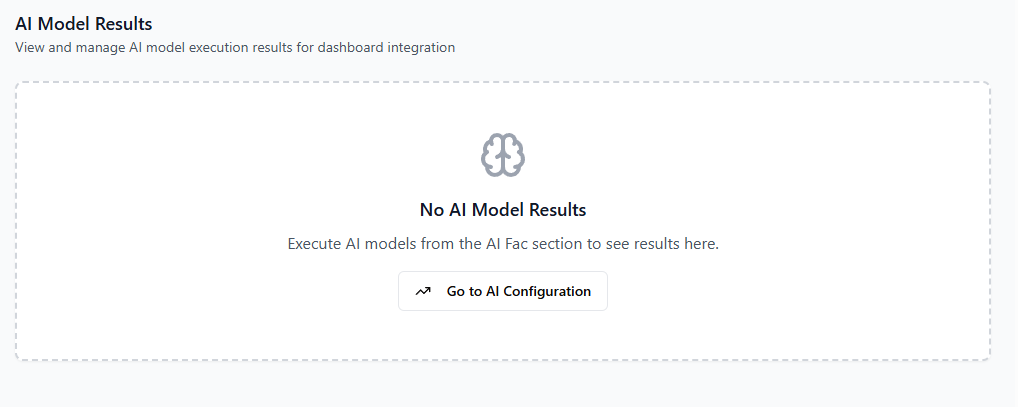 AI Model Results
View and manage AI model execution results for dashboard integration
No AI Model Results
Execute AI models from the AI Fac section to see results here.
Go to AI Configuration